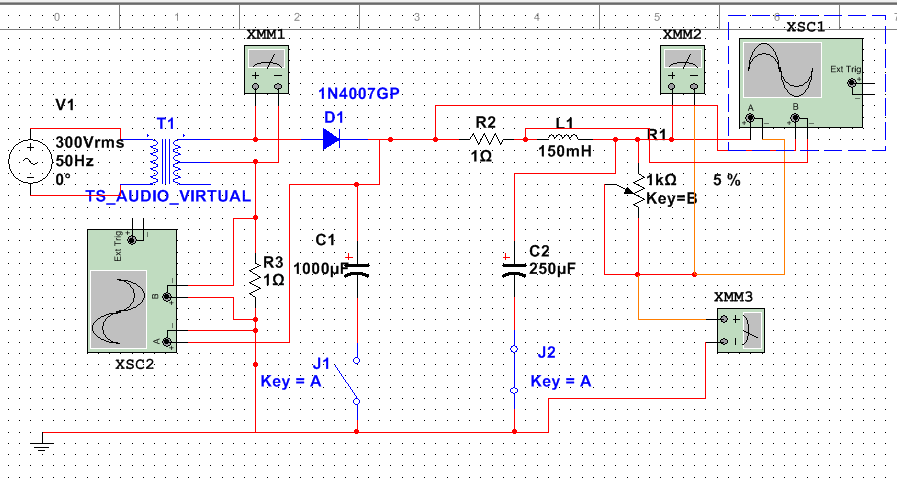 0 1 2 3 4 5 6 7
XMM1
XMM2
XSC1
Ext Trig
A
B
V1
300Vrms
50Hz
0°
T1
TS_AUDIO_VIRTUAL
1N4007GP
D1
R2
1Ω
L1
150mH
R1
1kΩ
5 %
Key=B
Ext Trig
B
A
XSC2
R3
1Ω
C1
1000µF
C2
250µF
XMM3
J1
Key = A
J2
Key = A